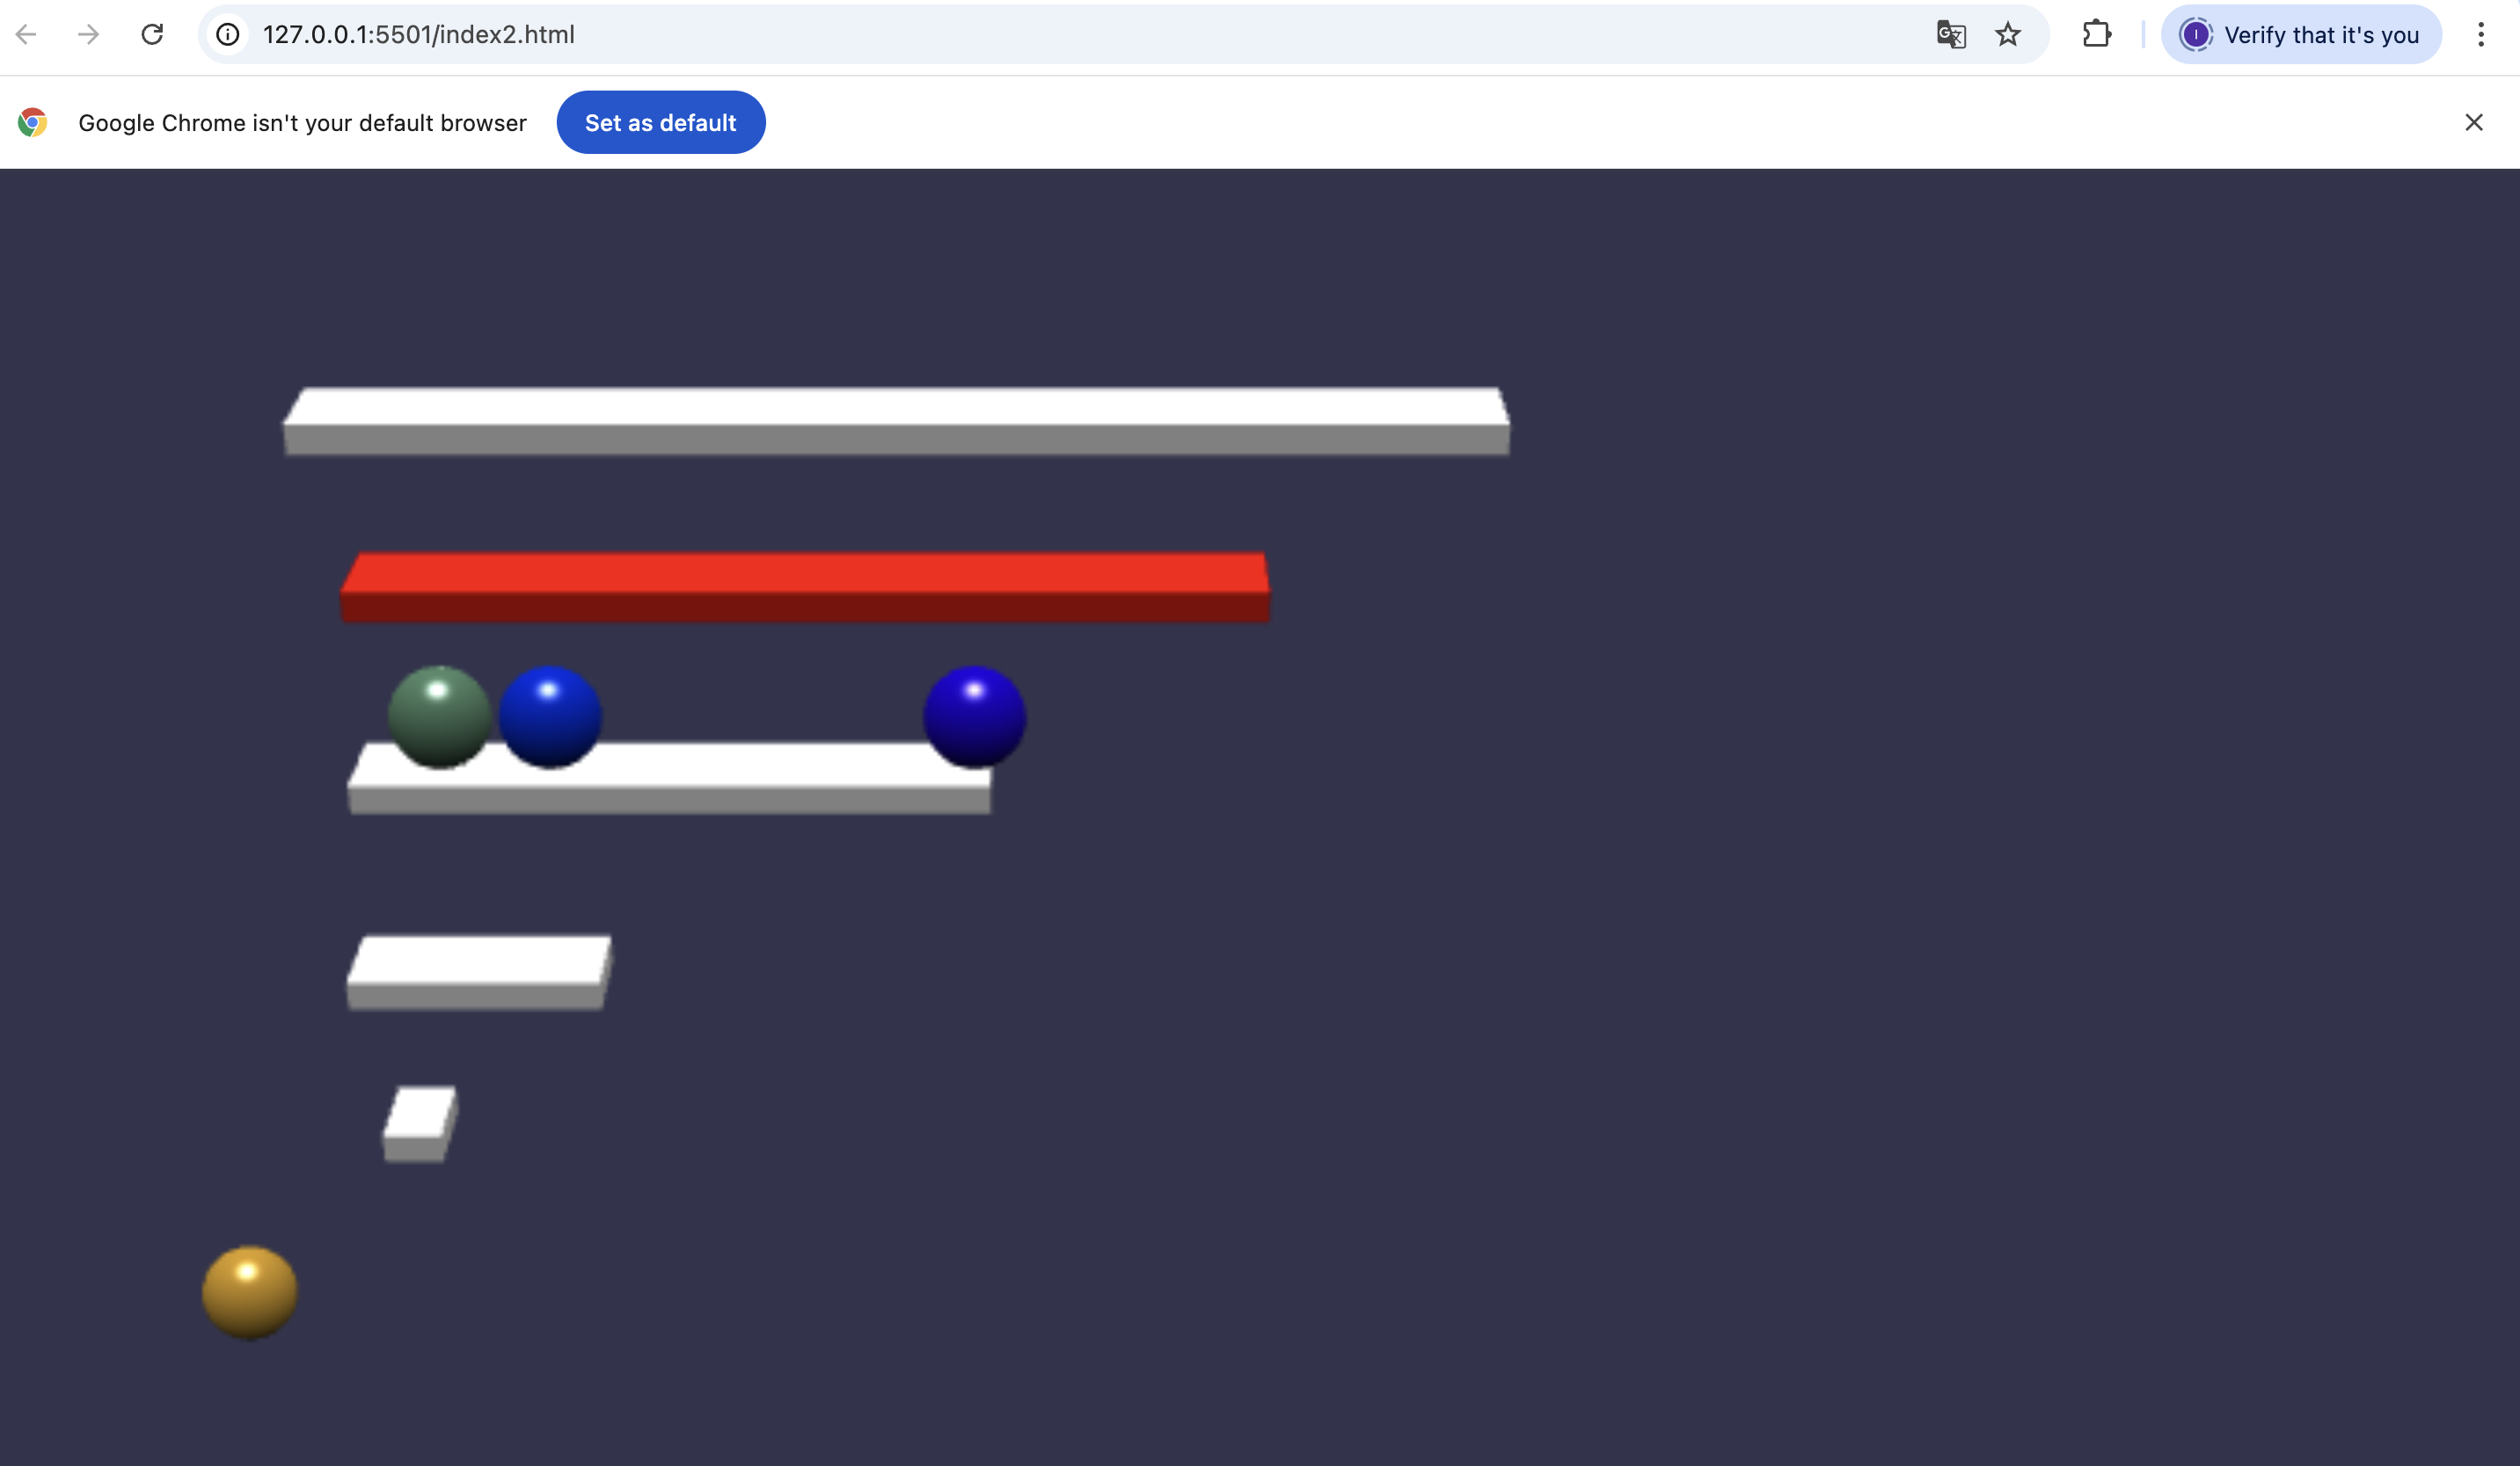 127.0.0.1:5501/index2.html
Verify that it's you
Google Chrome isn't your default browser
Set as default